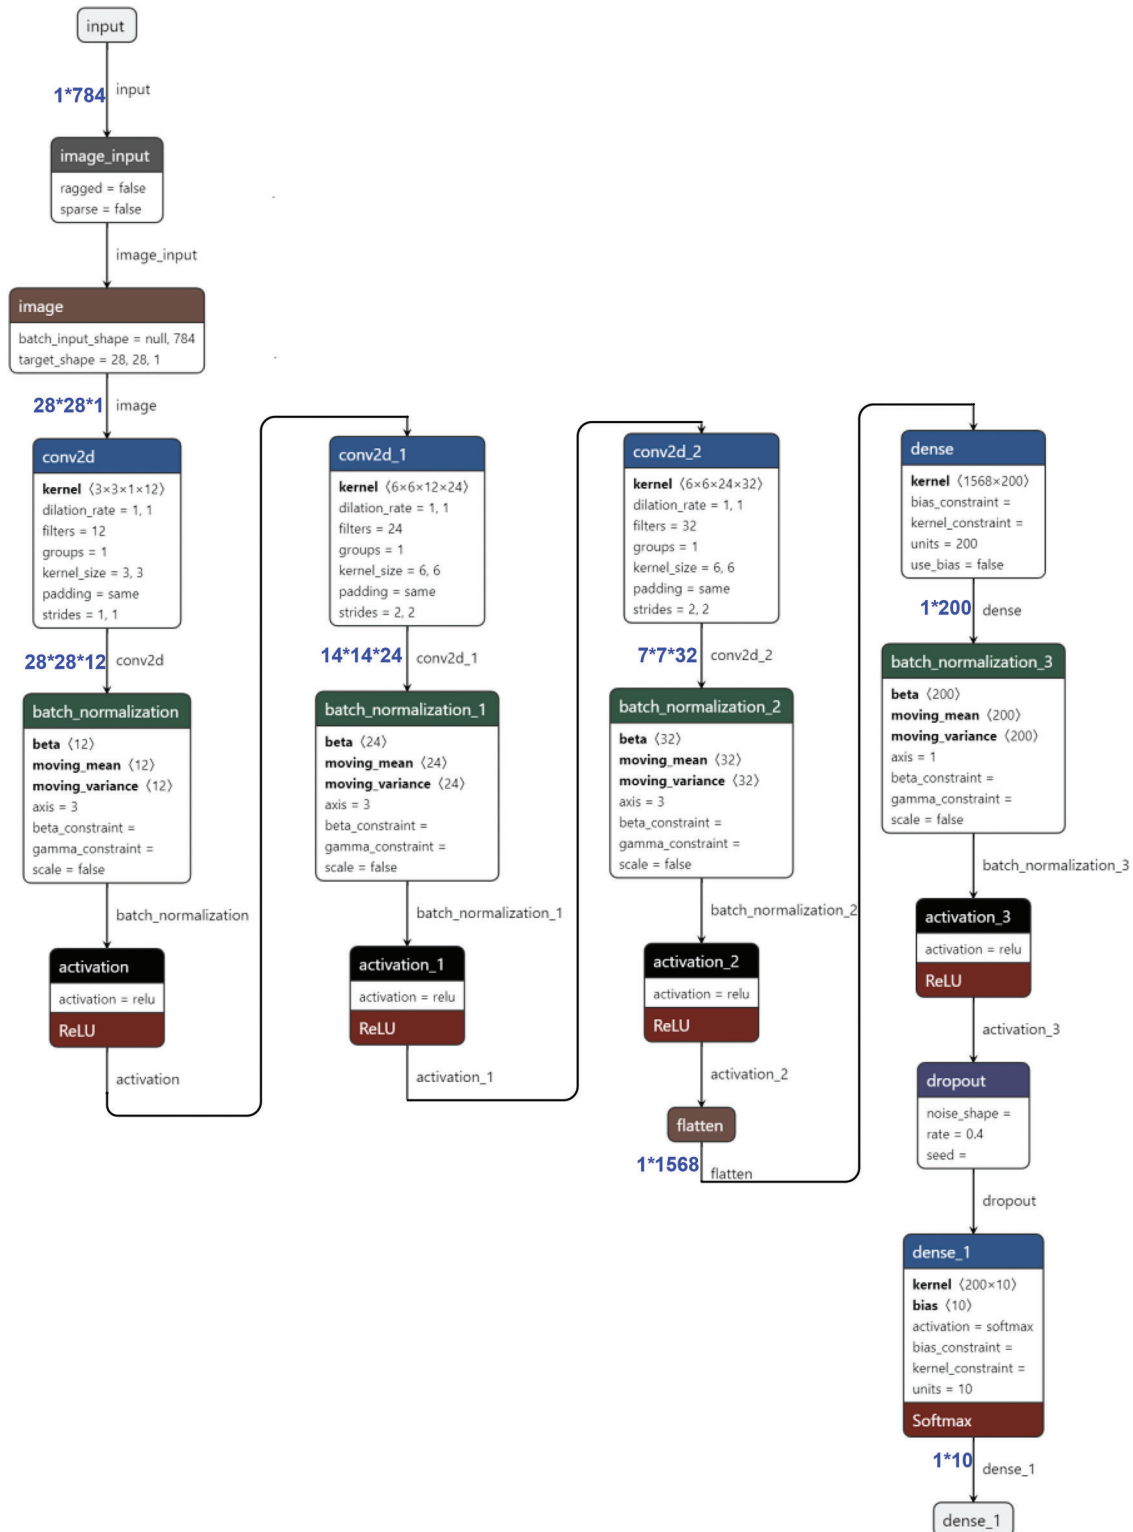 input
1*784
input
image_input
ragged = false
sparse = false
image_input
image
batch_input_shape = null, 784
target_shape = 28, 28, 1
28*28*1
image
conv2d
kernel ⟨3×3×1×12⟩
dilation_rate = 1, 1
filters = 12
groups = 1
kernel_size = 3, 3
padding = same
strides = 1, 1
28*28*12
conv2d
batch_normalization
beta ⟨12⟩
moving_mean ⟨12⟩
moving_variance ⟨12⟩
axis = 3
beta_constraint =
gamma_constraint =
scale = false
batch_normalization
activation
activation = relu
ReLU
activation
conv2d_1
kernel ⟨6×6×12×24⟩
dilation_rate = 1, 1
filters = 24
groups = 1
kernel_size = 6, 6
padding = same
strides = 2, 2
14*14*24
conv2d_1
batch_normalization_1
beta ⟨24⟩
moving_mean ⟨24⟩
moving_variance ⟨24⟩
axis = 3
beta_constraint =
gamma_constraint =
scale = false
batch_normalization_1
activation_1
activation = relu
ReLU
activation_1
conv2d_2
kernel ⟨6×6×24×32⟩
dilation_rate = 1, 1
filters = 32
groups = 1
kernel_size = 6, 6
padding = same
strides = 2, 2
7*7*32
conv2d_2
batch_normalization_2
beta ⟨32⟩
moving_mean ⟨32⟩
moving_variance ⟨32⟩
axis = 3
beta_constraint =
gamma_constraint =
scale = false
batch_normalization_2
activation_2
activation = relu
ReLU
activation_2
flatten
1*1568
flatten
dense
kernel ⟨1568×200⟩
bias_constraint =
kernel_constraint =
units = 200
use_bias = false
1*200
dense
batch_normalization_3
beta ⟨200⟩
moving_mean ⟨200⟩
moving_variance ⟨200⟩
axis = 1
beta_constraint =
gamma_constraint =
scale = false
batch_normalization_3
activation_3
activation = relu
ReLU
activation_3
dropout
noise_shape =
rate = 0.4
seed =
dropout
dense_1
kernel ⟨200×10⟩
bias ⟨10⟩
activation = softmax
bias_constraint =
kernel_constraint =
units = 10
Softmax
1*10
dense_1
dense_1